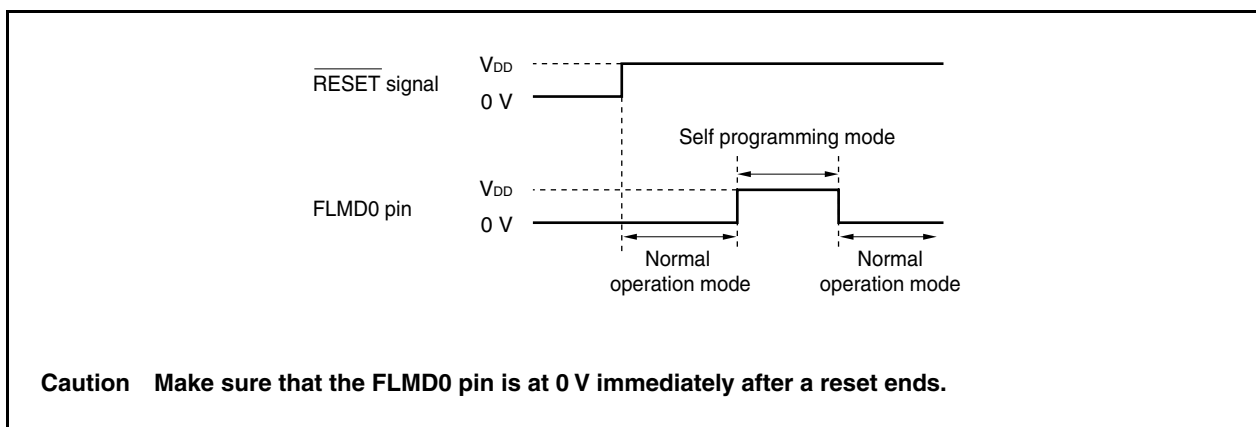 VDD
RESET signal
0 V
Self programming mode
VDD
FLMD0 pin
0 V
Normal
operation mode
Normal
operation mode
Caution Make sure that the FLMD0 pin is at 0 V immediately after a reset ends.